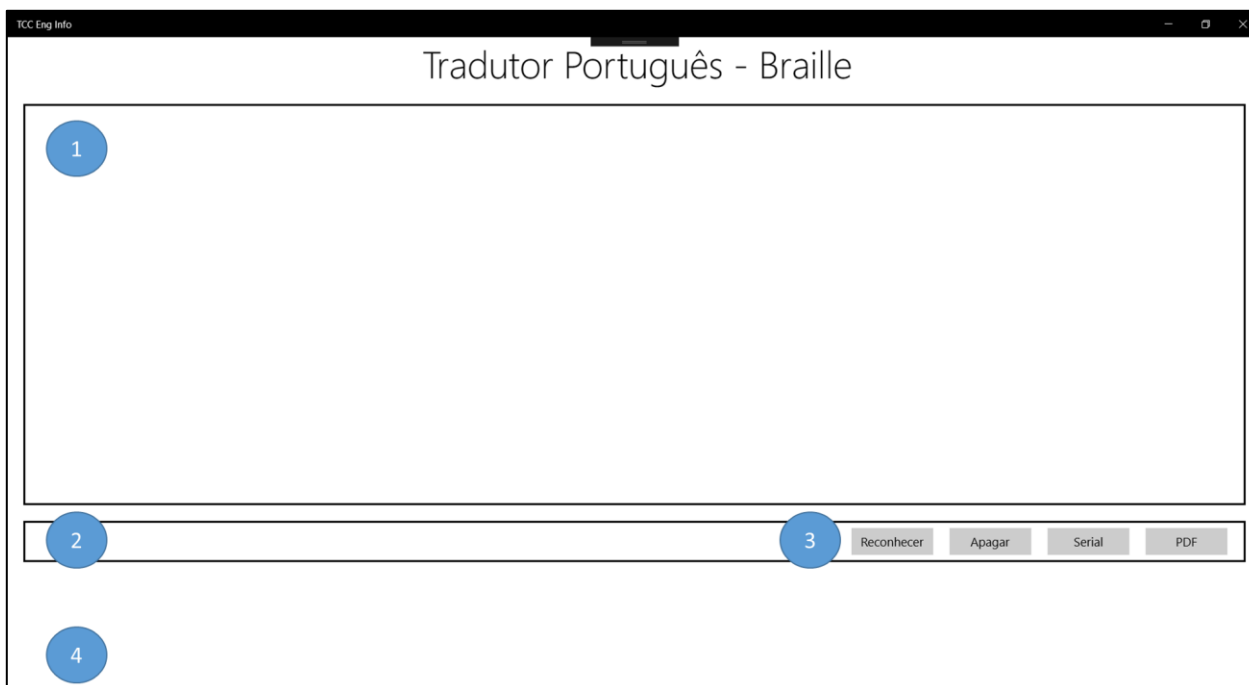 TCC Eng Info
Tradutor Português - Braille
1
2
3 Reconhecer Apagar Serial PDF
4